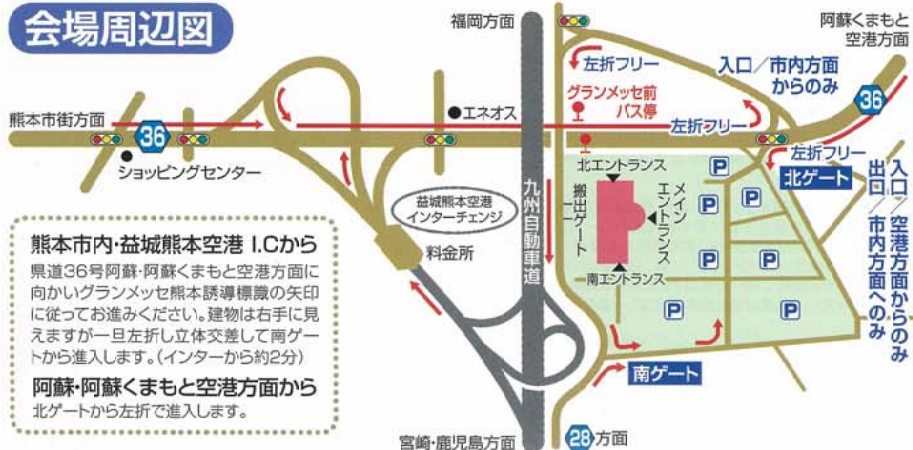 会場周辺図
福岡方面
阿蘇くまもと
空港方面
左折フリー
入口／市内方面
からのみ
グランメッセ前
バス停
36
エネオス
熊本市街方面
36
左折フリー
ショッピングセンター
左折フリー
北ゲート
入口／空港方面からのみ
出口／市内方面へのみ
北エントランス
メイン
エントランス
搬出ゲート
南エントランス
P
P
P
P
P
P
P
九州自動車道
益城熊本空港
インターチェンジ
料金所
熊本市内・益城熊本空港 I.Cから
県道36号阿蘇・阿蘇くまもと空港方面に
向かいグランメッセ熊本誘導標識の矢印
に従ってお進みください。建物は右手に見
えますが一旦左折し立体交差して南ゲー
トから進入します。（インターから約2分）
阿蘇・阿蘇くまもと空港方面から
北ゲートから左折で進入します。
南ゲート
宮崎・鹿児島方面
28方面